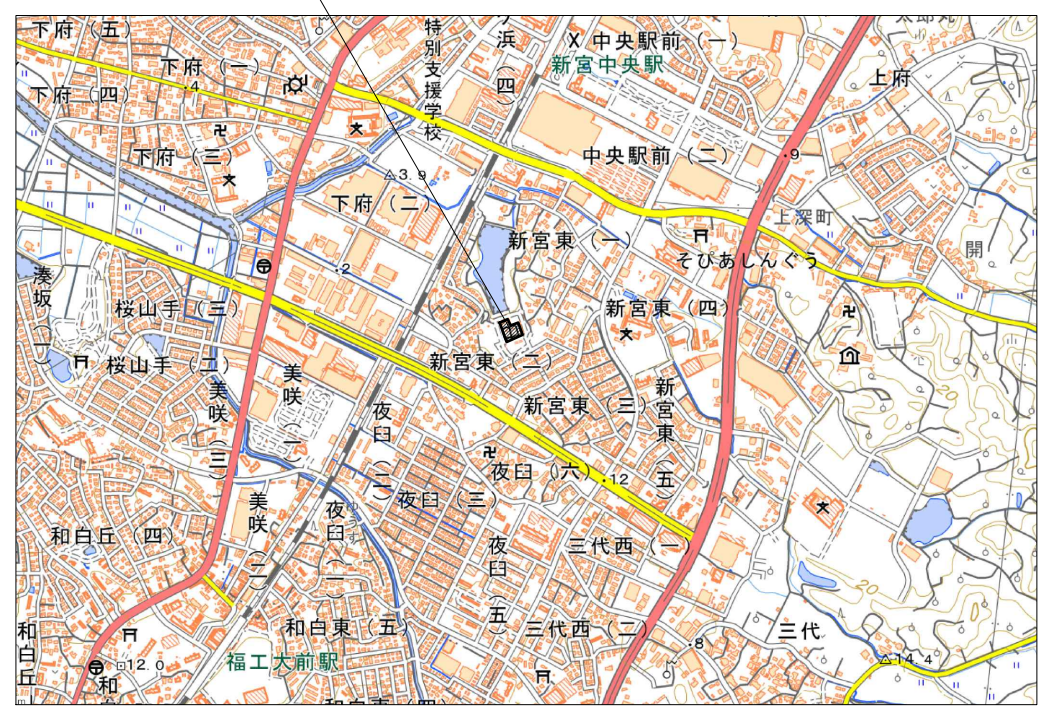 下府（五）
特別支援学校
浜（四）
中央駅前（一）
新宮中央駅
太郎丸
上府
下府（一）
下府（四）
4
下府（三）
中央駅前（二）
9
3.9
下府（二）
上深町
新宮東（一）
開
そぴあしんぐう
2
湊坂（一）
桜山手（三）
新宮東（四）
桜山手（二）
美咲（一）
新宮東（二）
美咲（三）
夜臼（二）
新宮東（三）
新宮東（五）
夜臼（六）
12
夜臼（三）
美咲（二）
夜臼（一）
和白丘（四）
夜臼（五）
三代西（一）
20
和白東（五）
三代西（二）
三代
8
和白丘
12.0
福工大前駅
14.4